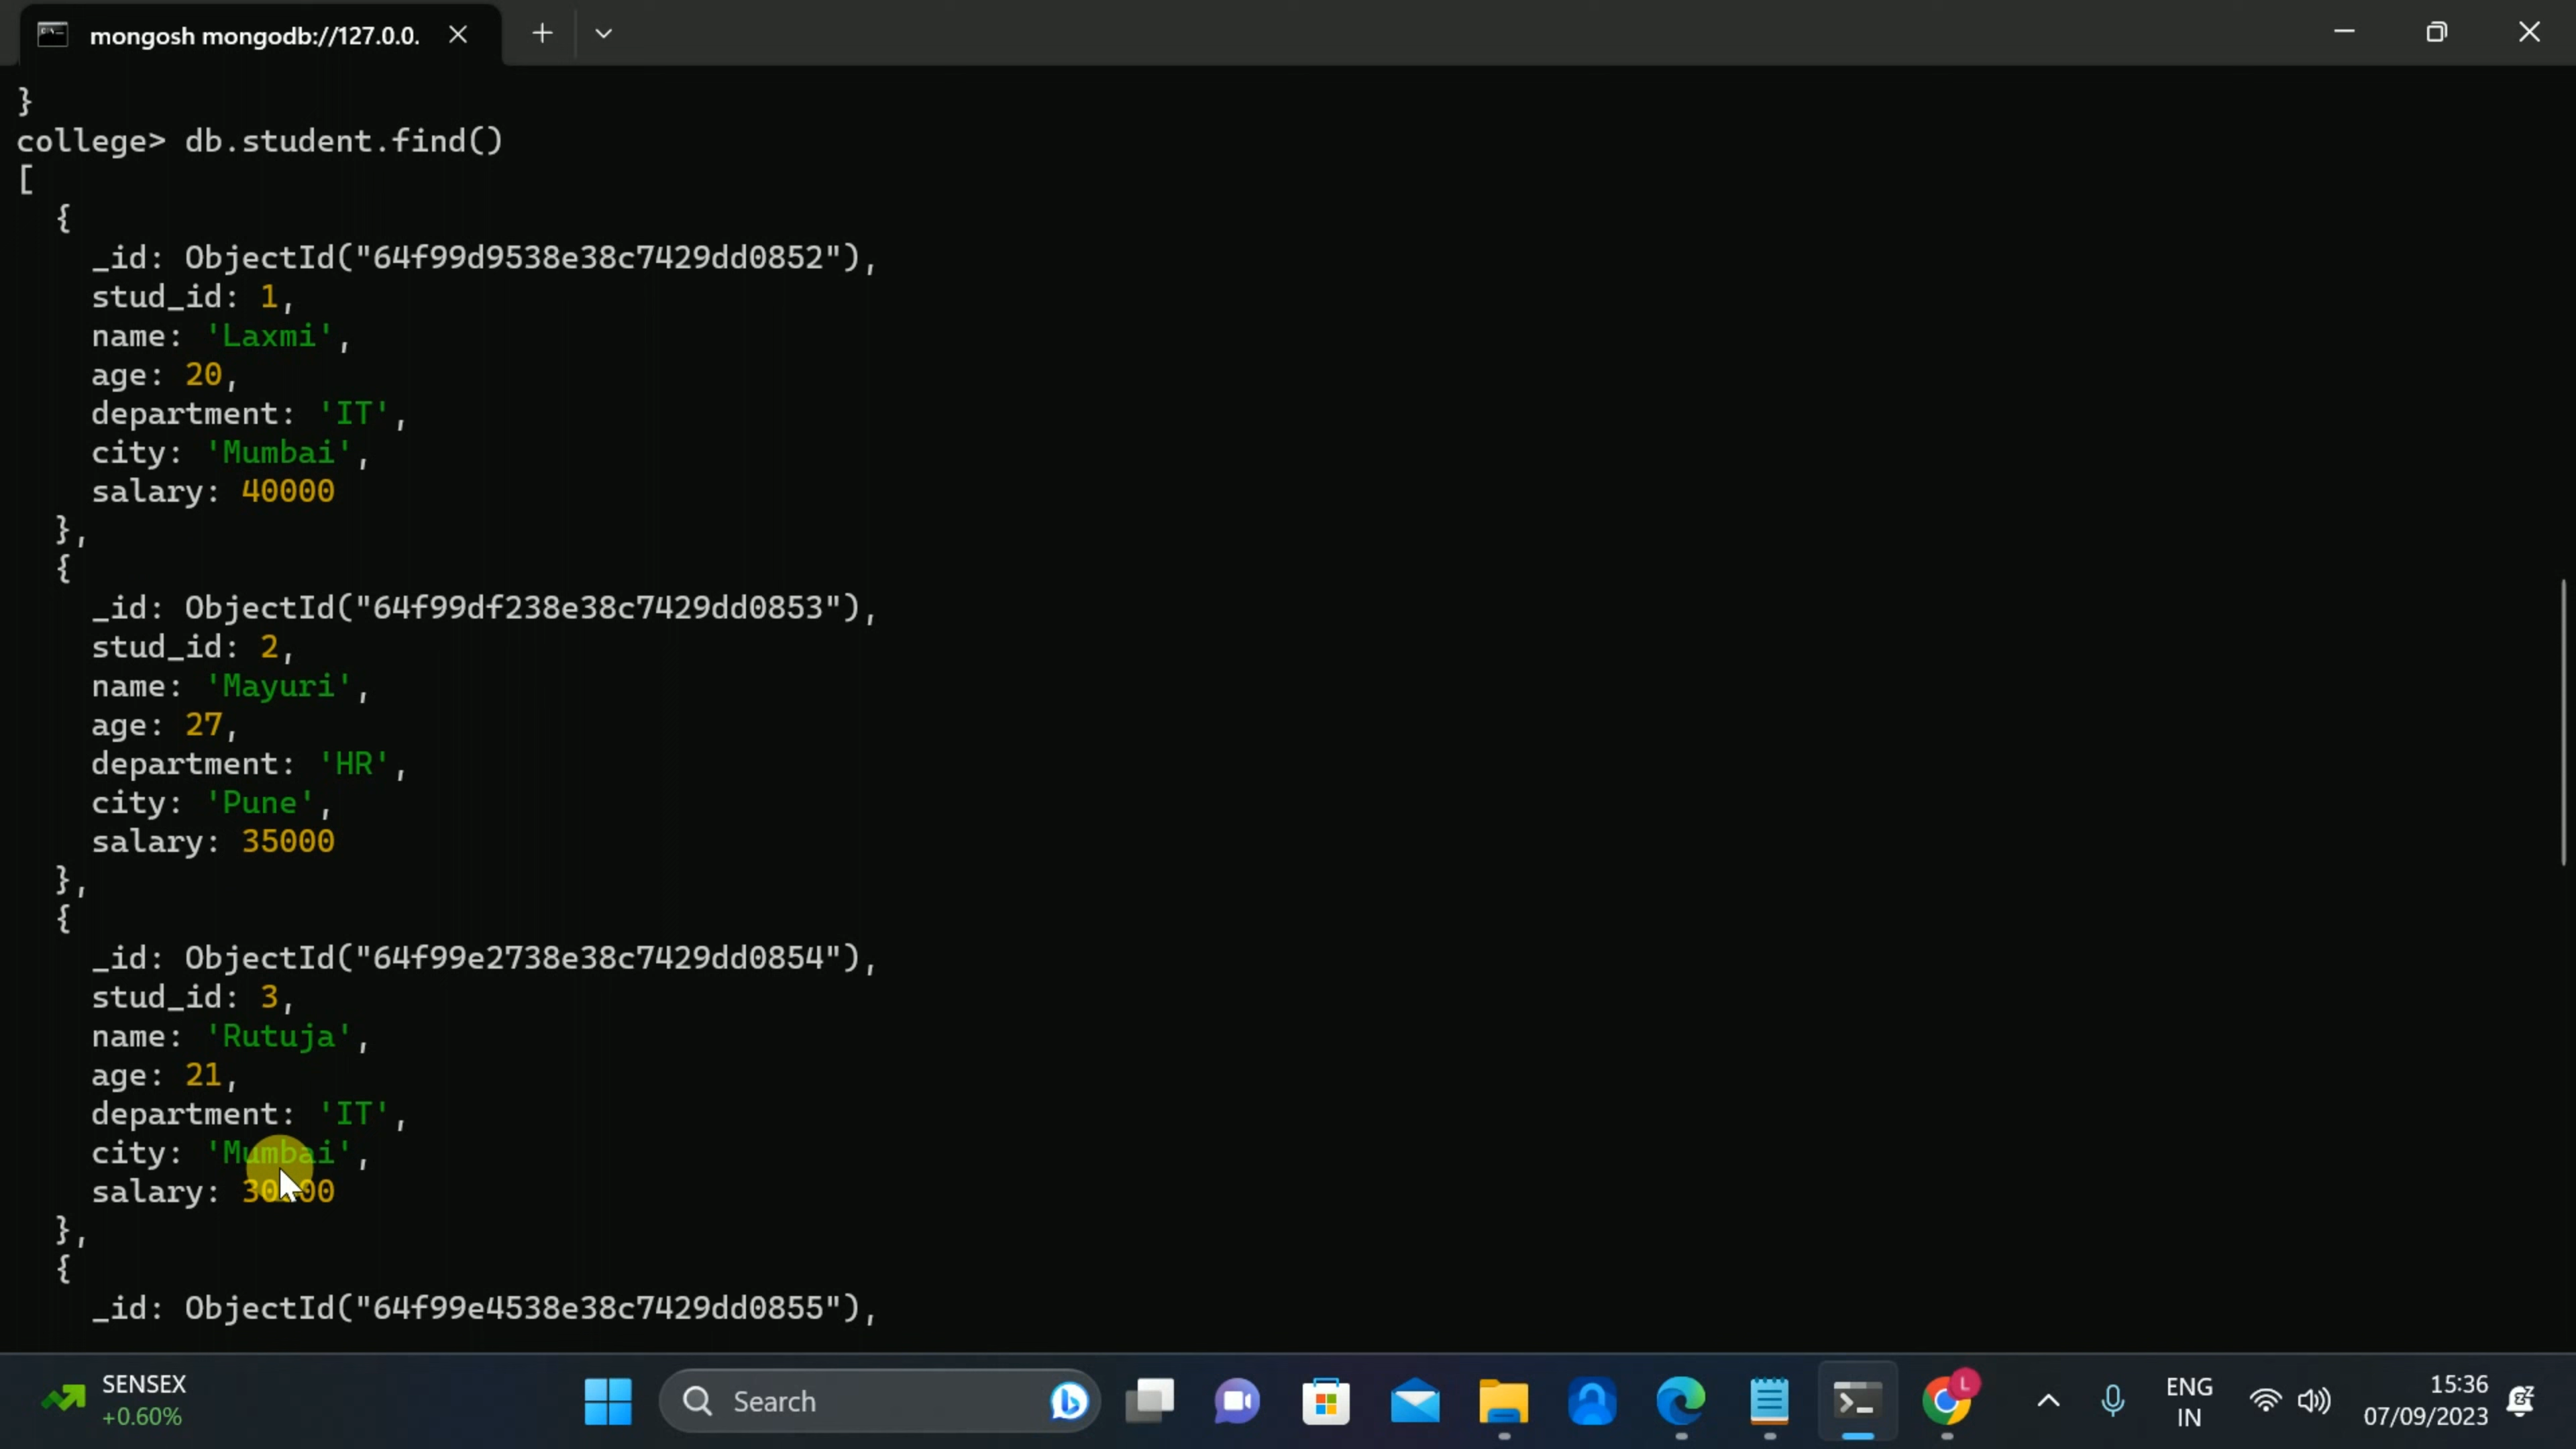 mongosh mongodb://127.0.0.
}
college> db.student.find()
[
{
_id: ObjectId("64f99d9538e38c7429dd0852"),
stud_id: 1,
name: 'Laxmi',
age: 20,
department: 'IT',
city: 'Mumbai',
salary: 40000
},
{
_id: ObjectId("64f99df238e38c7429dd0853"),
stud_id: 2,
name: 'Mayuri',
age: 27,
department: 'HR',
city: 'Pune',
salary: 35000
},
{
_id: ObjectId("64f99e2738e38c7429dd0854"),
stud_id: 3,
name: 'Rutuja',
age: 21,
department: 'IT',
city: 'Mumbai',
salary: 30000
},
{
_id: ObjectId("64f99e4538e38c7429dd0855"),
SENSEX
+0.60%
Search
L
ENG
IN
15:36
07/09/2023